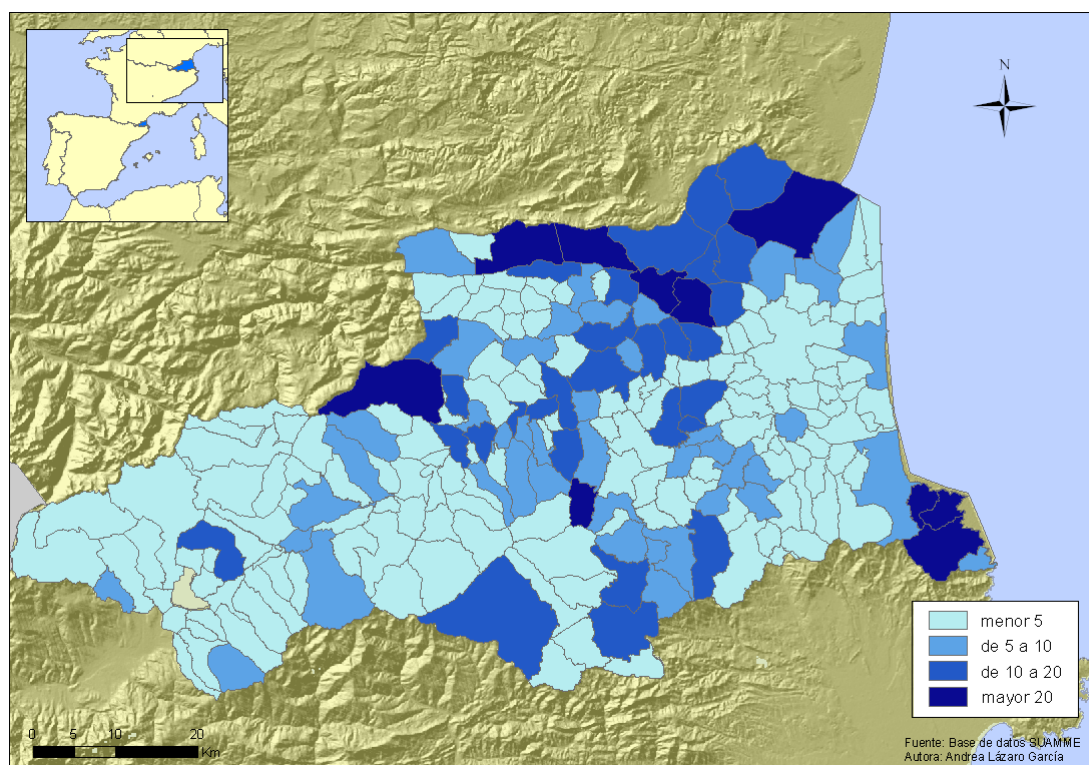 N
menor 5
de 5 a 10
de 10 a 20
mayor 20
0 5 10 20
Km
Fuente: Base de datos SUAMME
Autora: Andrea Lázaro García